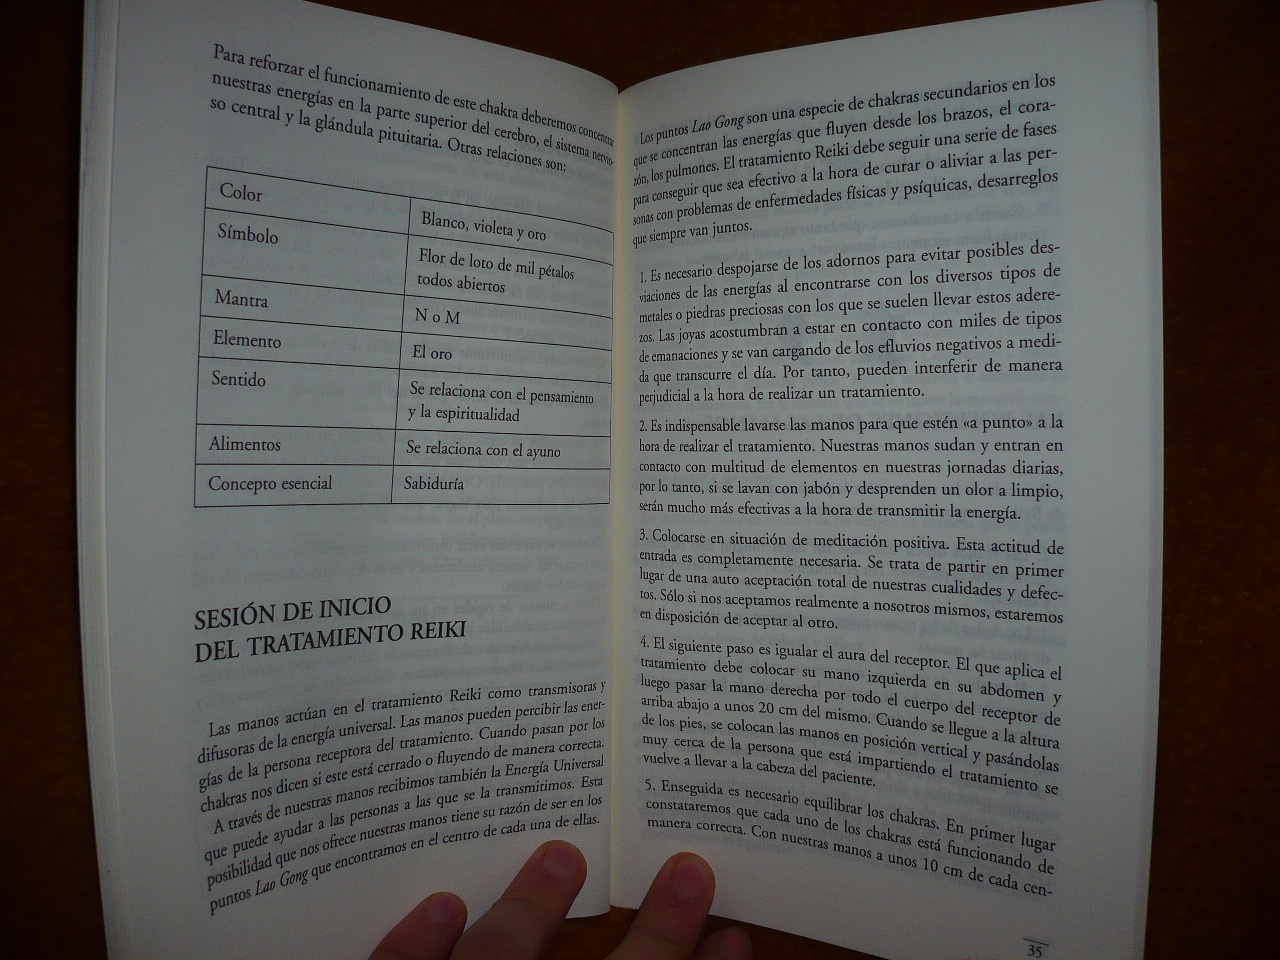 Para reforzar el funcionamiento de este chakra deberemos concentrar
nuestras energías en la parte superior del cerebro, el sistema nervio-
so central y la glándula pituitaria. Otras relaciones son:
Color
Blanco, violeta y oro
Símbolo
Flor de loto de mil pétalos
todos abiertos
Mantra
N o M
Elemento
El oro
Sentido
Se relaciona con el pensamiento
y la espiritualidad
Alimentos
Se relaciona con el ayuno
Concepto esencial
Sabiduría
SESIÓN DE INICIO
DEL TRATAMIENTO REIKI
Las manos actúan en el tratamiento Reiki como transmisoras y
difusoras de la energía universal. Las manos pueden percibir las ener-
gías de la persona receptora del tratamiento. Cuando pasan por los
chakras nos dicen si este está cerrado o fluyendo de manera correcta.
A través de nuestras manos recibimos también la Energía Universal
que puede ayudar a las personas a las que se la transmitimos. Esta
posibilidad que nos ofrece nuestras manos tiene su razón de ser en los
puntos Lao Gong que encontramos en el centro de cada una de ellas.
Los puntos Lao Gong son una especie de chakras secundarios en los
que se concentran las energías que fluyen desde los brazos, el cora-
zón, los pulmones. El tratamiento Reiki debe seguir una serie de fases
para conseguir que sea efectivo a la hora de curar o aliviar a las per-
sonas con problemas de enfermedades físicas y psíquicas, desarreglos
que siempre van juntos.
1. Es necesario despojarse de los adornos para evitar posibles des-
viaciones de las energías al encontrarse con los diversos tipos de
metales o piedras preciosas con los que se suelen llevar estos adere-
zos. Las joyas acostumbran a estar en contacto con miles de tipos
de emanaciones y se van cargando de los efluvios negativos a medi-
da que transcurre el día. Por tanto, pueden interferir de manera
perjudicial a la hora de realizar un tratamiento.
2. Es indispensable lavarse las manos para que estén «a punto» a la
hora de realizar el tratamiento. Nuestras manos sudan y entran en
contacto con multitud de elementos en nuestras jornadas diarias,
por lo tanto, si se lavan con jabón y desprenden un olor a limpio,
serán mucho más efectivas a la hora de transmitir la energía.
3. Colocarse en situación de meditación positiva. Esta actitud de
entrada es completamente necesaria. Se trata de partir en primer
lugar de una auto aceptación total de nuestras cualidades y defec-
tos. Sólo si nos aceptamos realmente a nosotros mismos, estaremos
en disposición de aceptar al otro.
4. El siguiente paso es igualar el aura del receptor. El que aplica el
tratamiento debe colocar su mano izquierda en su abdomen y
luego pasar la mano derecha por todo el cuerpo del receptor de
arriba abajo a unos 20 cm del mismo. Cuando se llegue a la altura
de los pies, se colocan las manos en posición vertical y pasándolas
muy cerca de la persona que está impartiendo el tratamiento se
vuelve a llevar a la cabeza del paciente.
5. Enseguida es necesario equilibrar los chakras. En primer lugar
constataremos que cada uno de los chakras está funcionando de
manera correcta. Con nuestras manos a unos 10 cm de cada cen-
35